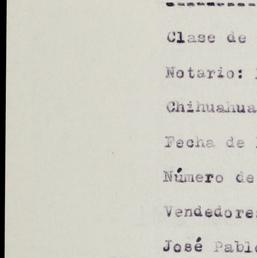 Clase de
Notario:
Chihuahua
Fecha de
Número de
Vendedore
José Pabl